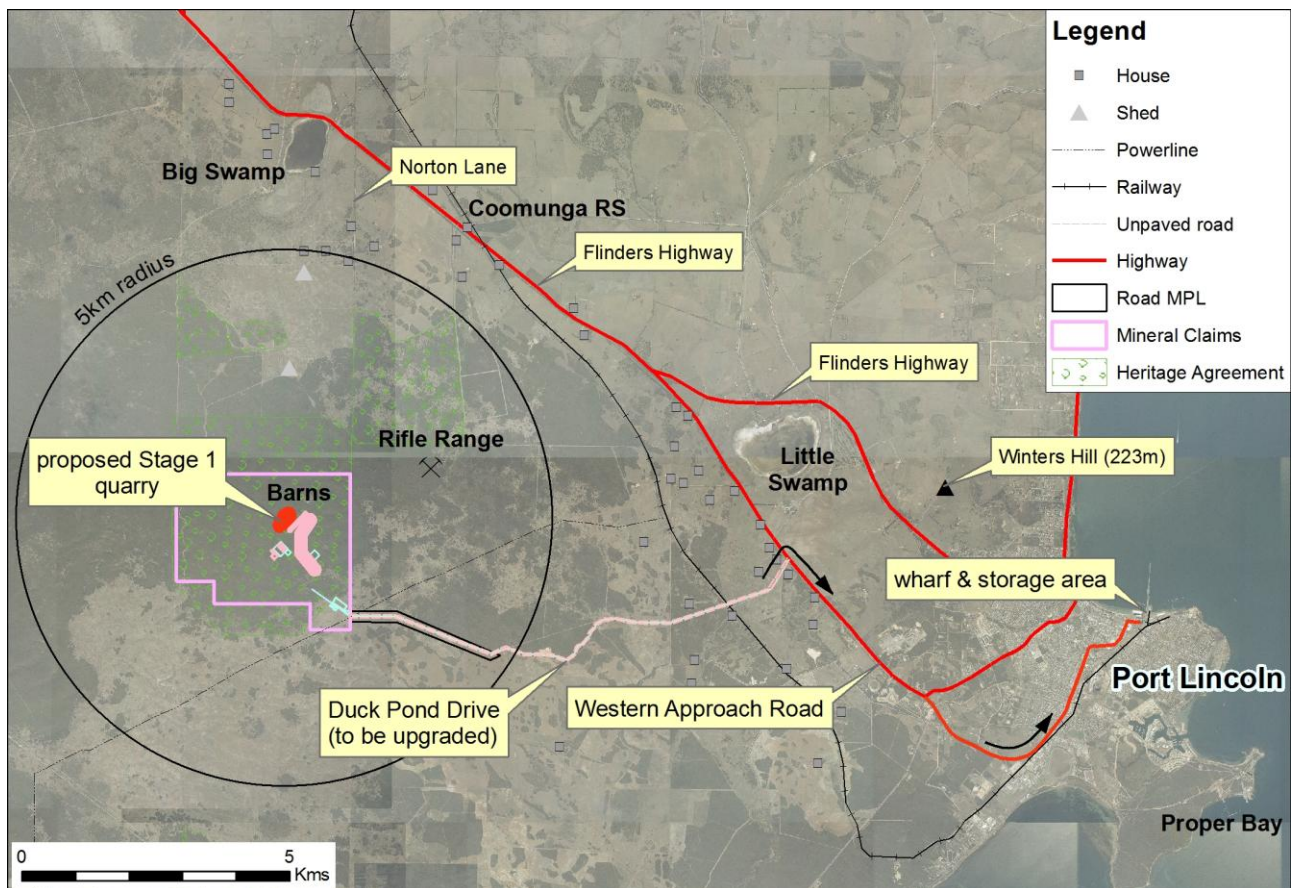 Legend
House
Shed
Powerline
Railway
Unpaved road
Highway
Road MPL
Mineral Claims
Heritage Agreement
Big Swamp
Norton Lane
Coomunga RS
Flinders Highway
5km radius
Flinders Highway
Rifle Range
proposed Stage 1
quarry
Barns
Little
Swamp
Winters Hill (223m)
wharf & storage area
Duck Pond Drive
(to be upgraded)
Western Approach Road
Port Lincoln
Proper Bay
0
5
Kms